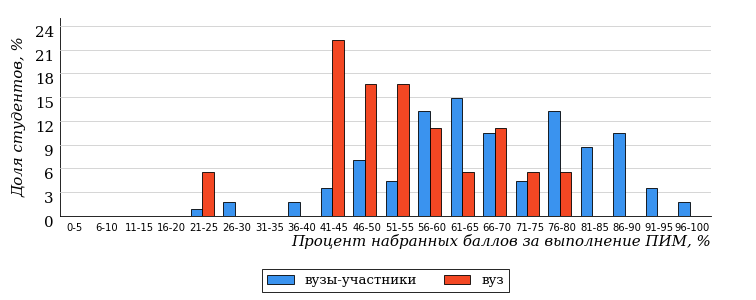 Доля студентов, %
24
21
18
15
12
9
6
3
0
0-5 6-10 11-15 16-20 21-25 26-30 31-35 36-40 41-45 46-50 51-55 56-60 61-65 66-70 71-75 76-80 81-85 86-90 91-95 96-100
Процент набранных баллов за выполнение ПИМ, %
вузы-участники вуз